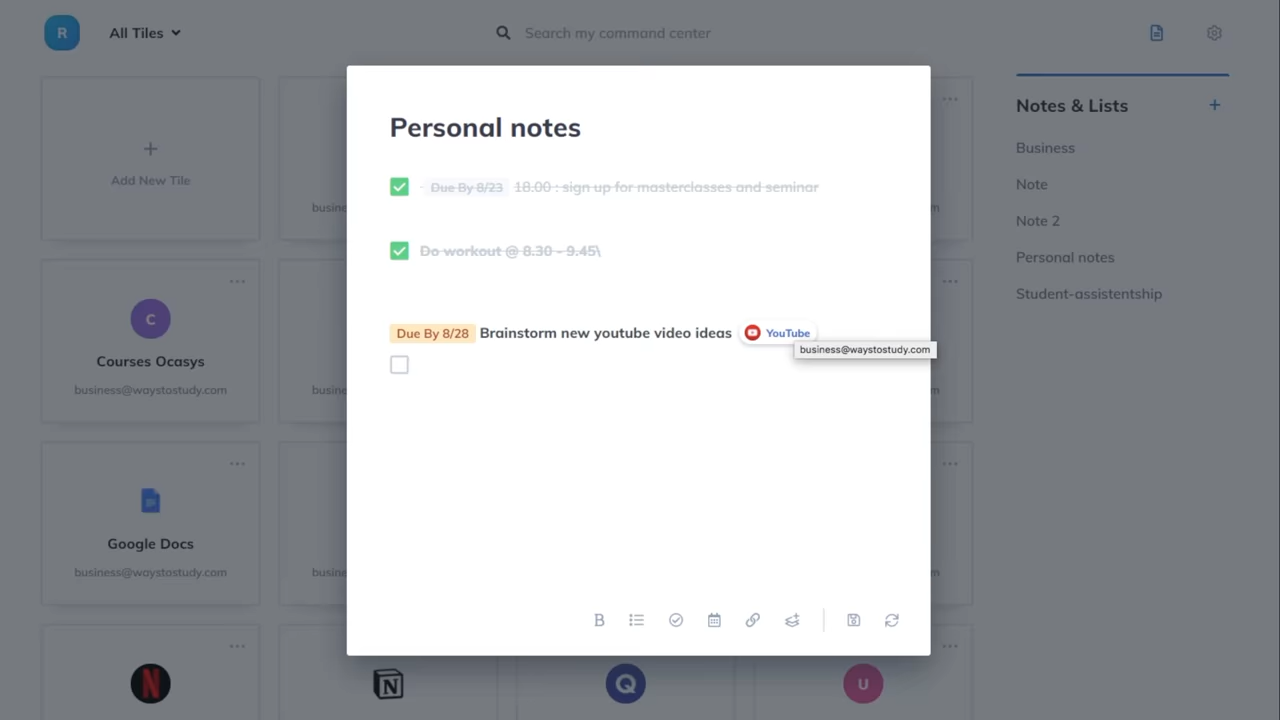 R
All Tiles
Search my command center
Add New Tile
busine
m
Notes & Lists
Business
Note
Note 2
Personal notes
Student-assistentship
Personal notes
Due By 8/23 18.00 : sign up for masterclasses and seminar
Do workout @ 8.30 - 9.45\
Due By 8/28 Brainstorm new youtube video ideas YouTube
business@waystostudy.com
C
Courses Ocasys
business@waystostudy.com
busine
Google Docs
business@waystostudy.com
busine
m
B
N
N
Q
U